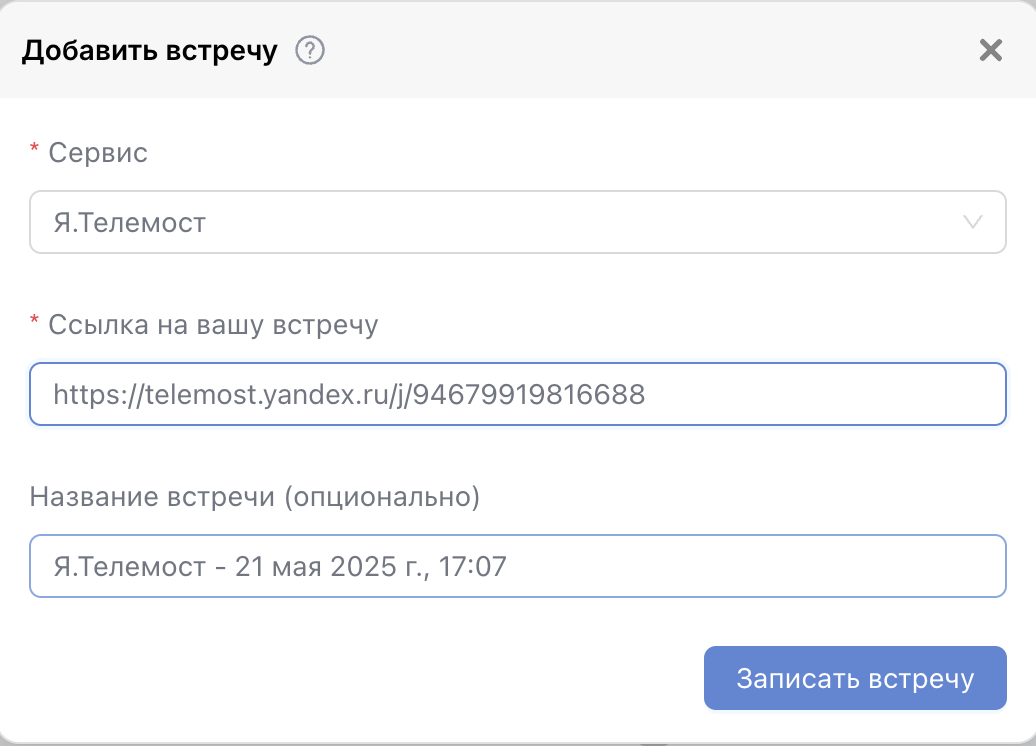 Добавить встречу ?
* Сервис
Я.Телемост
* Ссылка на вашу встречу
https://telemost.yandex.ru/j/94679919816688
Название встречи (опционально)
Я.Телемост - 21 мая 2025 г., 17:07
Записать встречу